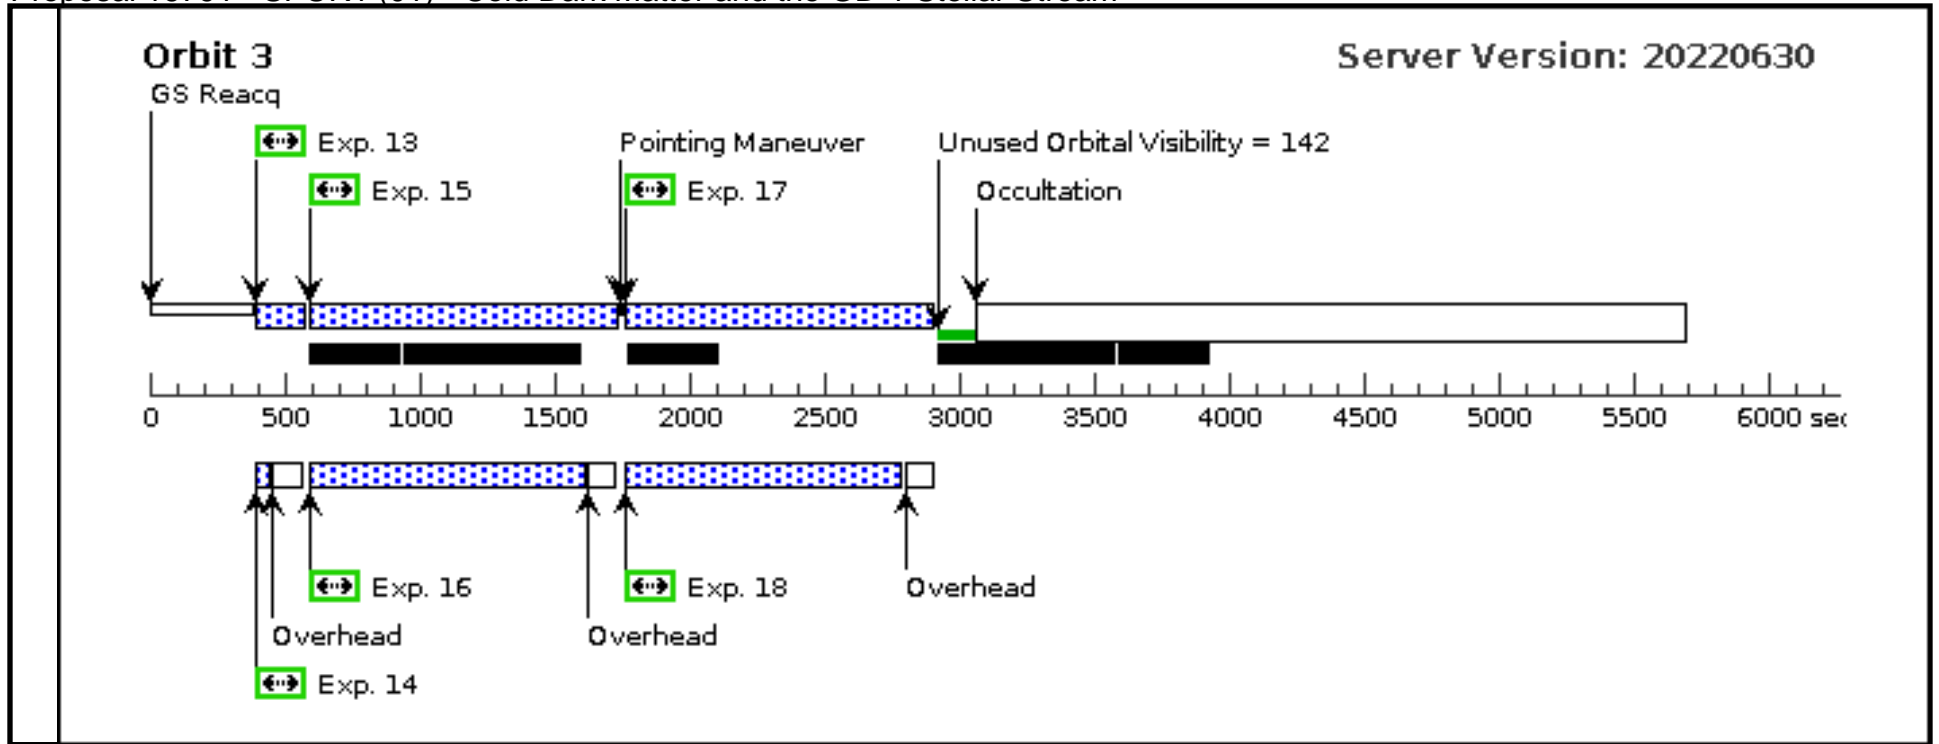 Orbit 3
Server Version: 20220630
GS Reacq
Exp. 13
Pointing Maneuver
Unused Orbital Visibility = 142
Exp. 15
Exp. 17
Occultation
0 500 1000 1500 2000 2500 3000 3500 4000 4500 5000 5500 6000 sec
Exp. 16
Exp. 18
Overhead
Overhead
Overhead
Exp. 14